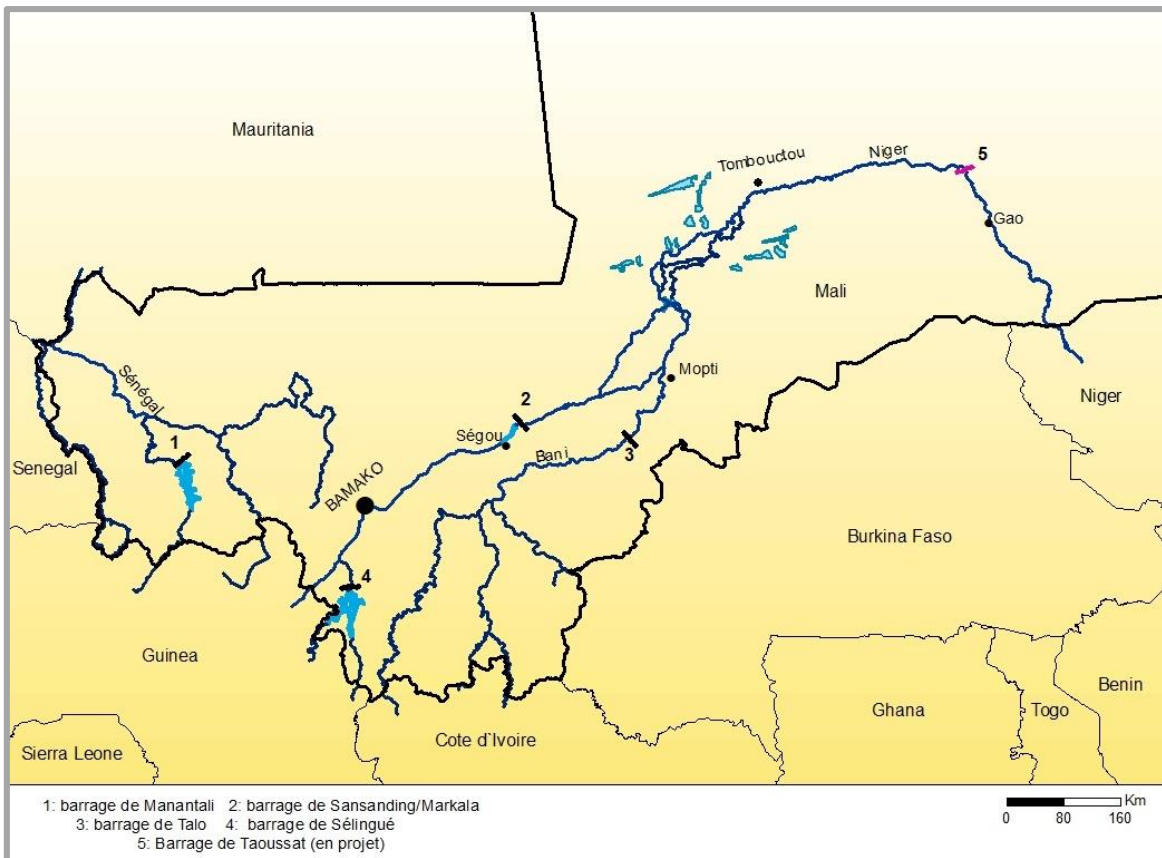 Mauritania
Tombouctou
Niger
5
Gao
Mali
Sénégal
Mopti
Niger
2
1
Ségou
Bani
3
Senegal
BAMAKO
Burkina Faso
4
Guinea
Benin
Ghana
Togo
Cote d`Ivoire
Sierra Leone
1: barrage de Manantali 2: barrage de Sansanding/Markala
3: barrage de Talo 4: barrage de Sélingué
5: Barrage de Taoussat (en projet)
Km
0 80 160